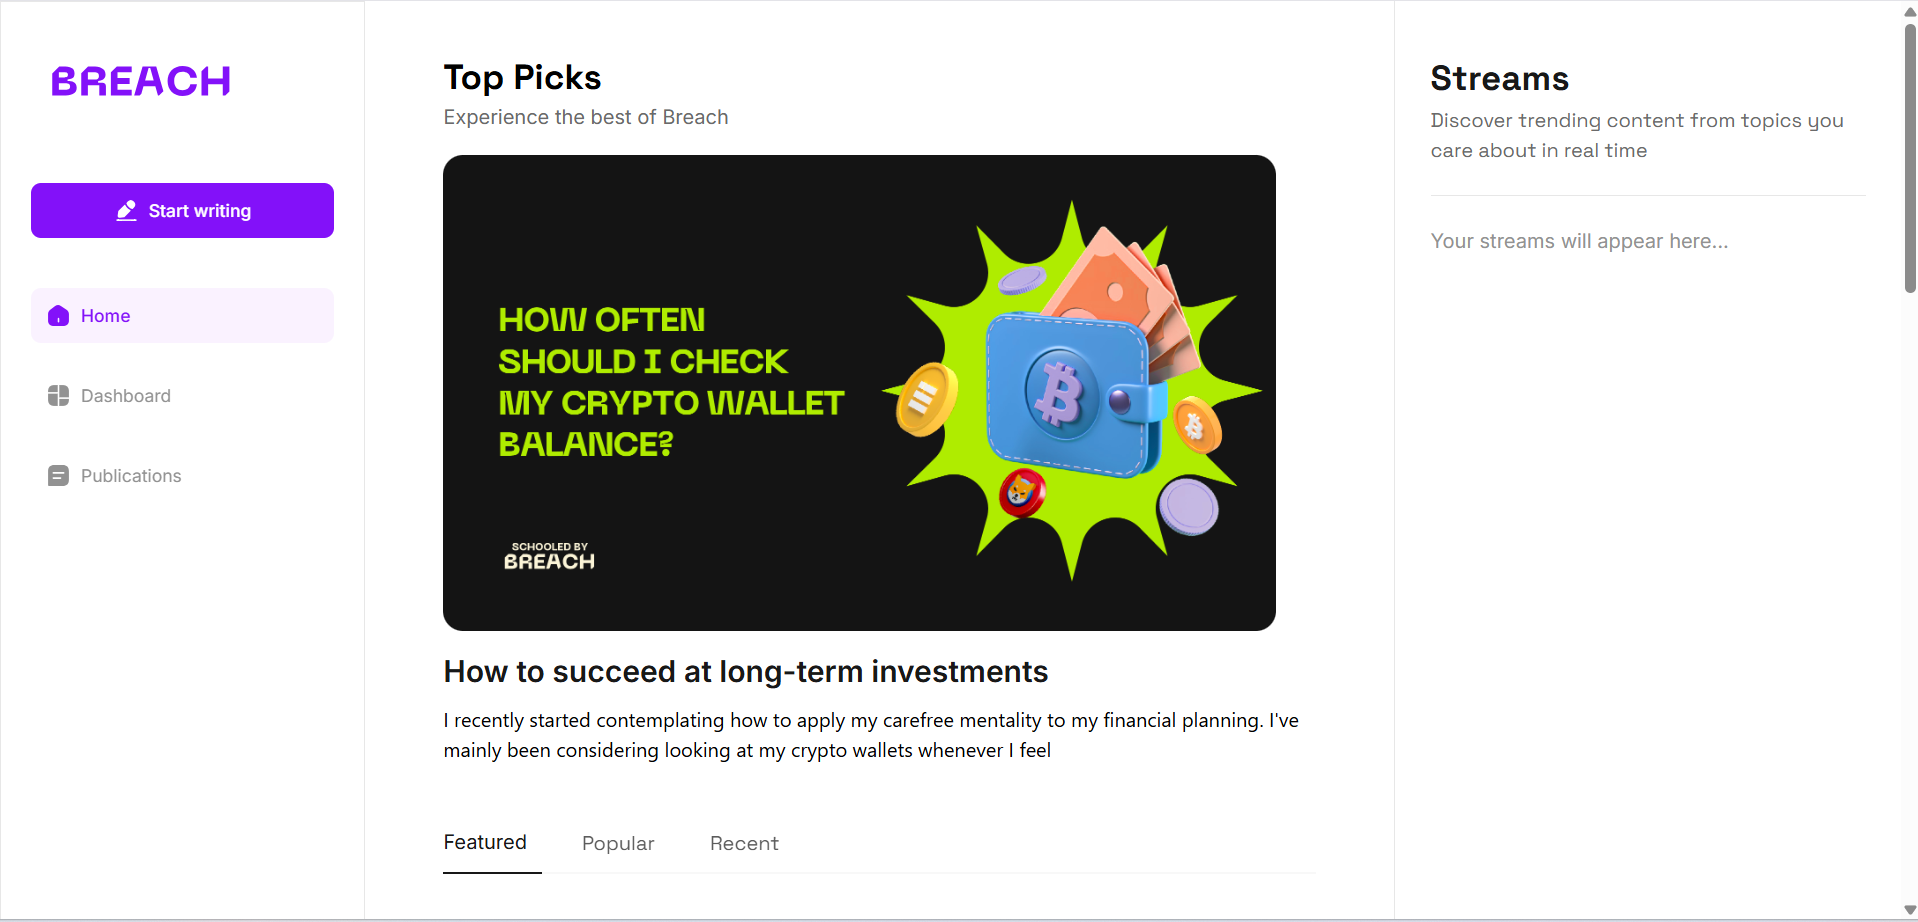 BREACH
Start writing
Home
Dashboard
Publications
Top Picks
Experience the best of Breach
HOW OFTEN
SHOULD I CHECK
MY CRYPTO WALLET
BALANCE?
SCHOOLED BY
BREACH
How to succeed at long-term investments
I recently started contemplating how to apply my carefree mentality to my financial planning. I've
mainly been considering looking at my crypto wallets whenever I feel
Featured
Popular
Recent
Streams
Discover trending content from topics you
care about in real time
Your streams will appear here...